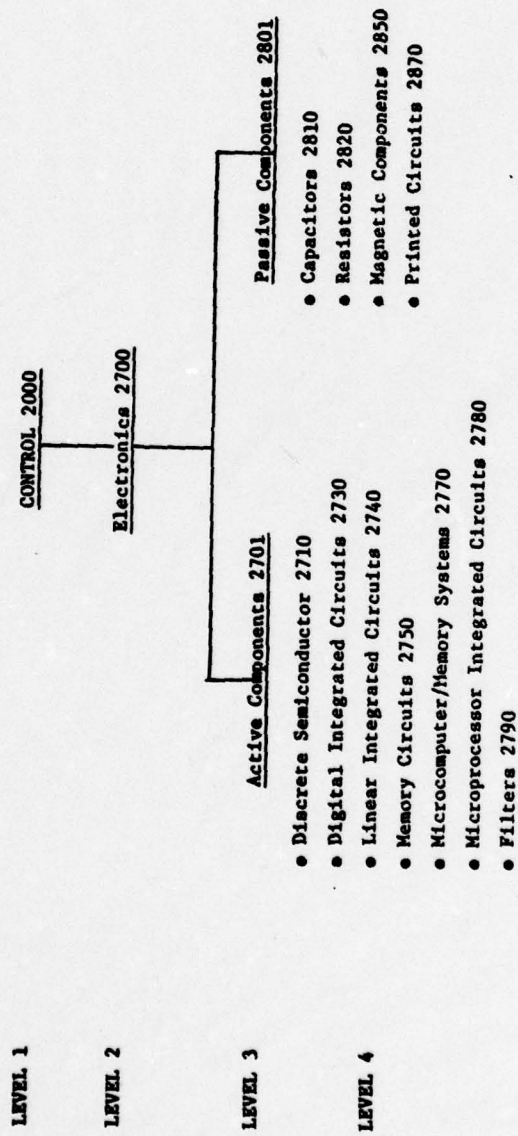 LEVEL 1
CONTROL 2000
LEVEL 2
Electronics 2700
LEVEL 3
Active Components 2701
Passive Components 2801
LEVEL 4
• Discrete Semiconductor 2710
• Digital Integrated Circuits 2730
• Linear Integrated Circuits 2740
• Memory Circuits 2750
• Microcomputer/Memory Systems 2770
• Microprocessor Integrated Circuits 2780
• Filters 2790
• Capacitors 2810
• Resistors 2820
• Magnetic Components 2850
• Printed Circuits 2870